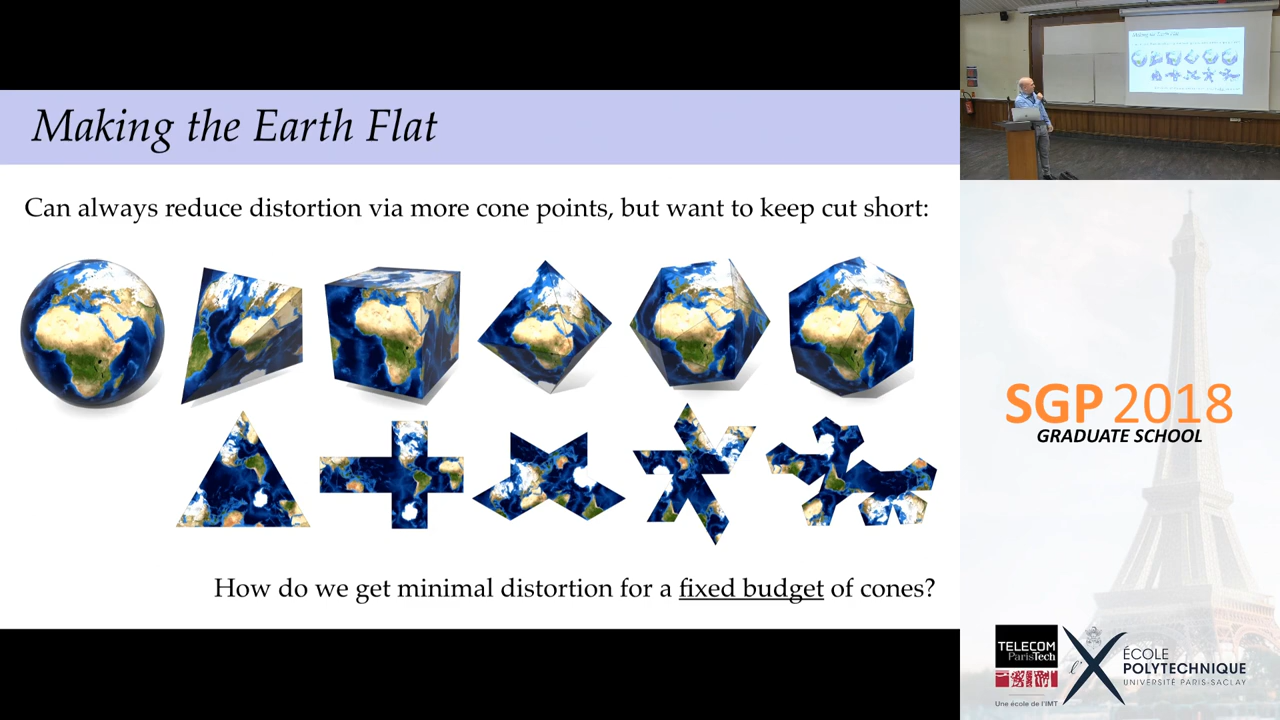 Making the Earth Flat
Can always reduce distortion via more cone points, but want to keep cut short:
How do we get minimal distortion for a fixed budget of cones?
SGP 2018
GRADUATE SCHOOL
TELECOM
ParisTech
Une école de l'IMT
l'X
ÉCOLE
POLYTECHNIQUE
UNIVERSITÉ PARIS-SACLAY